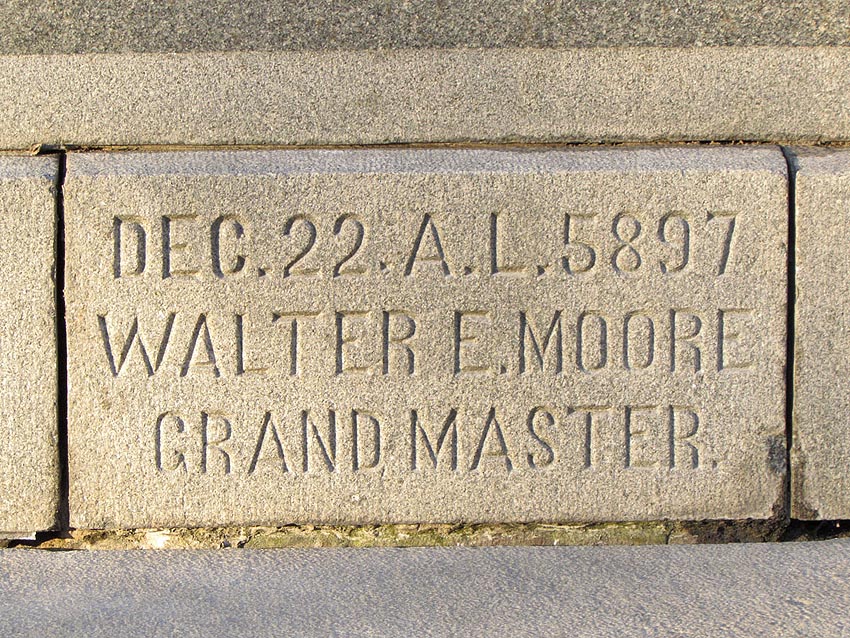 DEC. 22. A. L. 5897
WALTER E. MOORE
GRAND MASTER.